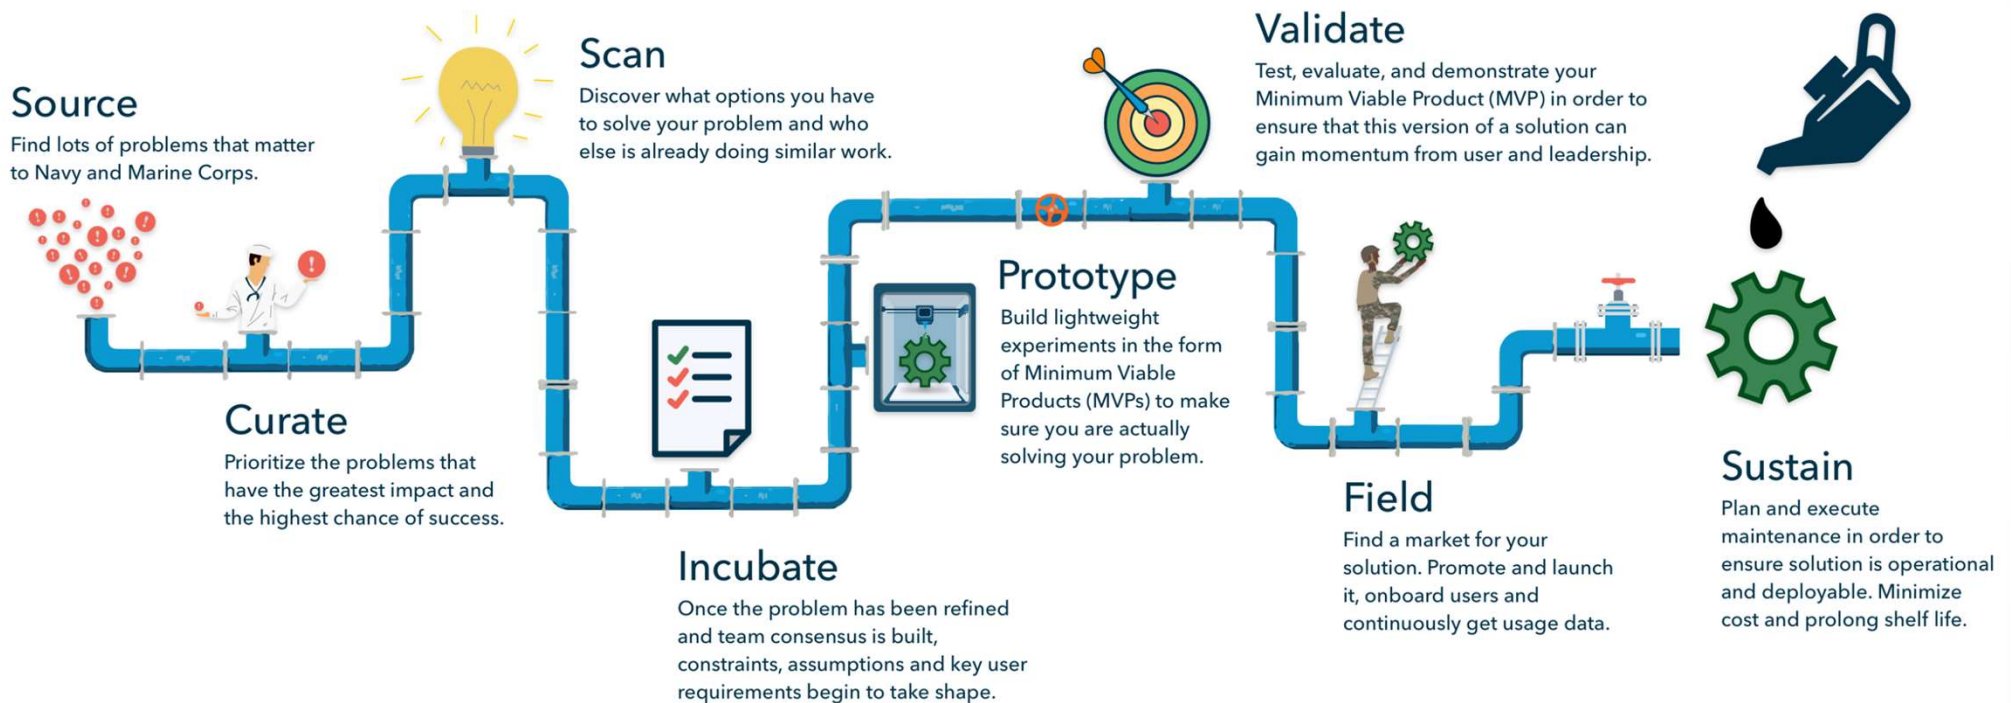 Source
Find lots of problems that matter
to Navy and Marine Corps.
Curate
Prioritize the problems that
have the greatest impact and
the highest chance of success.
Scan
Discover what options you have
to solve your problem and who
else is already doing similar work.
Incubate
Once the problem has been refined
and team consensus is built,
constraints, assumptions and key user
requirements begin to take shape.
Prototype
Build lightweight
experiments in the form
of Minimum Viable
Products (MVPs) to make
sure you are actually
solving your problem.
Validate
Test, evaluate, and demonstrate your
Minimum Viable Product (MVP) in order to
ensure that this version of a solution can
gain momentum from user and leadership.
Field
Find a market for your
solution. Promote and launch
it, onboard users and
continuously get usage data.
Sustain
Plan and execute
maintenance in order to
ensure solution is operational
and deployable. Minimize
cost and prolong shelf life.